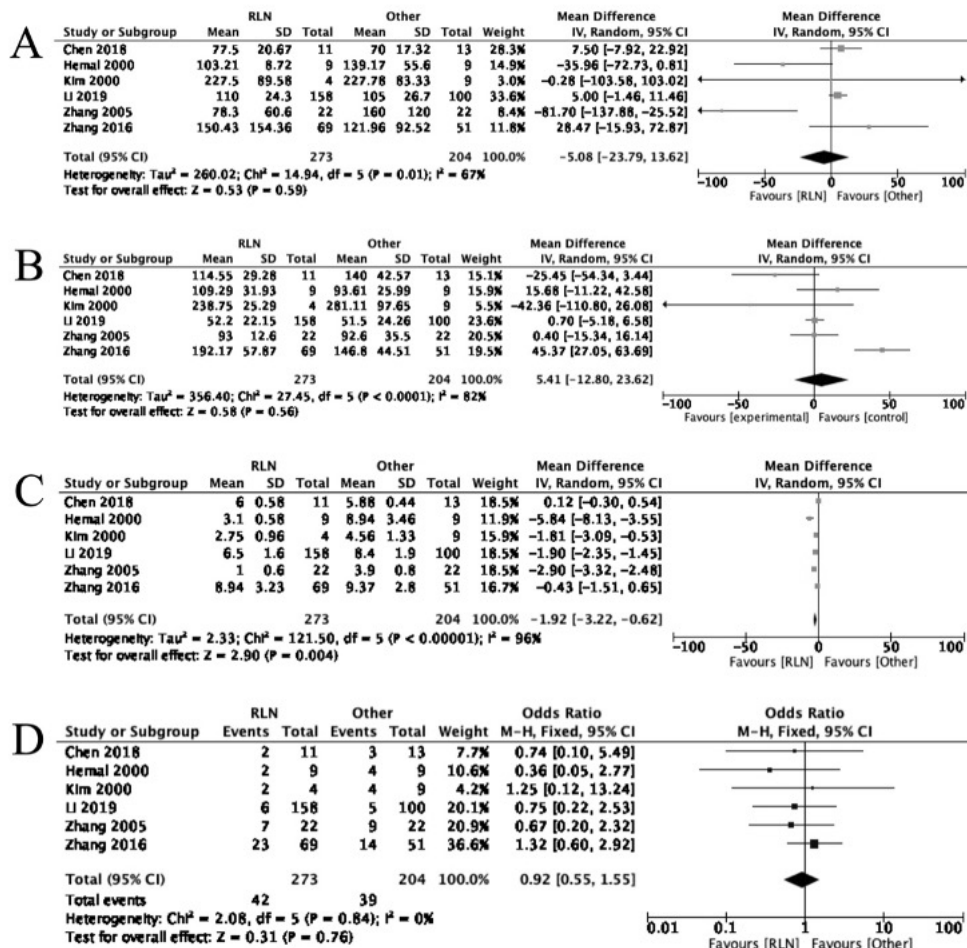 A
RLN Other Mean Difference Mean Difference
Study or Subgroup Mean SD Total Mean SD Total Weight IV, Random, 95% CI IV, Random, 95% CI
Chen 2018 77.5 20.67 11 70 17.32 13 28.3% 7.50 [-7.92, 22.92]
Hemal 2000 103.21 8.72 9 139.17 55.6 9 14.9% -35.96 [-72.73, 0.81]
Kim 2000 227.5 89.58 4 227.78 83.33 9 3.0% -0.28 [-103.58, 103.02]
LI 2019 110 24.3 158 105 26.7 100 33.6% 5.00 [-1.46, 11.46]
Zhang 2005 78.3 60.6 22 160 120 22 8.4% -81.70 [-137.88, -25.52]
Zhang 2016 150.43 154.36 69 121.96 92.52 51 11.8% 28.47 [-15.93, 72.87]
Total (95% CI) 273 204 100.0% -5.08 [-23.79, 13.62]
Heterogeneity: Tau² = 260.02; Chi² = 14.94, df = 5 (P = 0.01); I² = 67%
Test for overall effect: Z = 0.53 (P = 0.59)
-100 -50 0 50 100
Favours [RLN] Favours [Other]
B
RLN Other Mean Difference Mean Difference
Study or Subgroup Mean SD Total Mean SD Total Weight IV, Random, 95% CI IV, Random, 95% CI
Chen 2018 114.55 29.28 11 140 42.57 13 15.1% -25.45 [-54.34, 3.44]
Hemal 2000 109.29 31.93 9 93.61 25.99 9 15.9% 15.68 [-11.22, 42.58]
Kim 2000 238.75 25.29 4 281.11 97.65 9 5.5% -42.36 [-110.80, 26.08]
LI 2019 52.2 22.15 158 51.5 24.26 100 23.6% 0.70 [-5.18, 6.58]
Zhang 2005 93 12.6 22 92.6 35.5 22 20.5% 0.40 [-15.34, 16.14]
Zhang 2016 192.17 57.87 69 146.8 44.51 51 19.5% 45.37 [27.05, 63.69]
Total (95% CI) 273 204 100.0% 5.41 [-12.80, 23.62]
Heterogeneity: Tau² = 356.40; Chi² = 27.45, df = 5 (P < 0.0001); I² = 82%
Test for overall effect: Z = 0.58 (P = 0.56)
-100 -50 0 50 100
Favours [experimental] Favours [control]
C
RLN Other Mean Difference Mean Difference
Study or Subgroup Mean SD Total Mean SD Total Weight IV, Random, 95% CI IV, Random, 95% CI
Chen 2018 6 0.58 11 5.88 0.44 13 18.5% 0.12 [-0.30, 0.54]
Hemal 2000 3.1 0.58 9 8.94 3.46 9 11.9% -5.84 [-8.13, -3.55]
Kim 2000 2.75 0.96 4 4.56 1.33 9 15.9% -1.81 [-3.09, -0.53]
LI 2019 6.5 1.6 158 8.4 1.9 100 18.5% -1.90 [-2.35, -1.45]
Zhang 2005 1 0.6 22 3.9 0.8 22 18.5% -2.90 [-3.32, -2.48]
Zhang 2016 8.94 3.23 69 9.37 2.8 51 16.7% -0.43 [-1.51, 0.65]
Total (95% CI) 273 204 100.0% -1.92 [-3.22, -0.62]
Heterogeneity: Tau² = 2.33; Chi² = 121.50, df = 5 (P < 0.00001); I² = 96%
Test for overall effect: Z = 2.90 (P = 0.004)
-100 -50 0 50 100
Favours [RLN] Favours [Other]
D
RLN Other Odds Ratio Odds Ratio
Study or Subgroup Events Total Events Total Weight M-H, Fixed, 95% CI M-H, Fixed, 95% CI
Chen 2018 2 11 3 13 7.7% 0.74 [0.10, 5.49]
Hemal 2000 2 9 4 9 10.6% 0.36 [0.05, 2.77]
Kim 2000 2 4 4 9 4.2% 1.25 [0.12, 13.24]
LI 2019 6 158 5 100 20.1% 0.75 [0.22, 2.53]
Zhang 2005 7 22 9 22 20.9% 0.67 [0.20, 2.32]
Zhang 2016 23 69 14 51 36.6% 1.32 [0.60, 2.92]
Total (95% CI) 273 204 100.0% 0.92 [0.55, 1.55]
Total events 42 39
Heterogeneity: Chi² = 2.08, df = 5 (P = 0.84); I² = 0%
Test for overall effect: Z = 0.31 (P = 0.76)
0.01 0.1 1 10 100
Favours [RLN] Favours [Other]